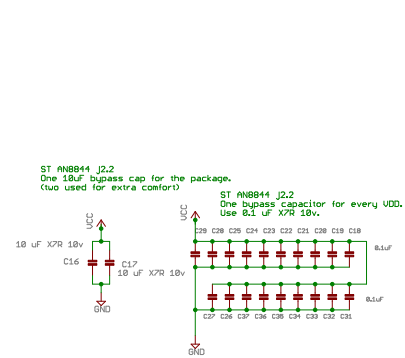 ST AN8844 j2.2
One 10uF bypass cap for the package.
(two used for extra comfort)
ST AN8844 j2.2
One bypass capacitor for every VDD.
Use 0.1 uF X7R 10v.
VCC
VCC
10 uF X7R 10v
C16
C17
10 uF X7R 10v
GND
C29 C28 C25 C24 C23 C22 C21 C20 C19 C18
0.1uF
0.1uF
C27 C26 C37 C36 C35 C34 C33 C32 C31
GND